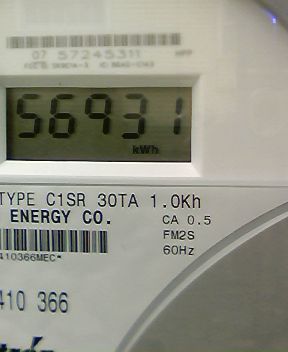 07 57245311
56931
kWh
TYPE C1SR 30TA 1.0Kh
ENERGY CO.
CA 0.5
FM2S
60Hz
410366MEC*
410 366